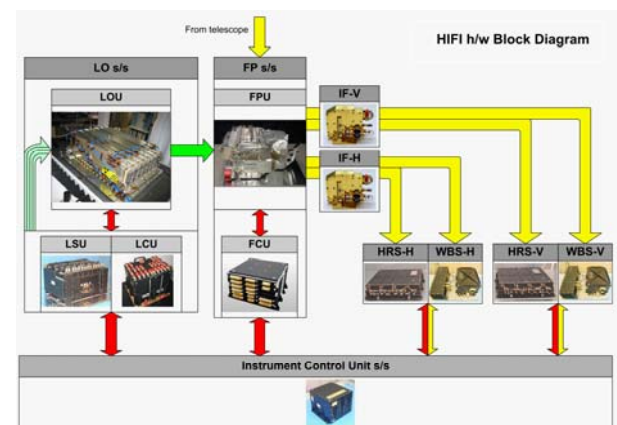 From telescope
HIFI h/w Block Diagram
LO s/s
FP s/s
LOU
FPU
IF-V
IF-H
LSU
LCU
FCU
HRS-H
WBS-H
HRS-V
WBS-V
Instrument Control Unit s/s